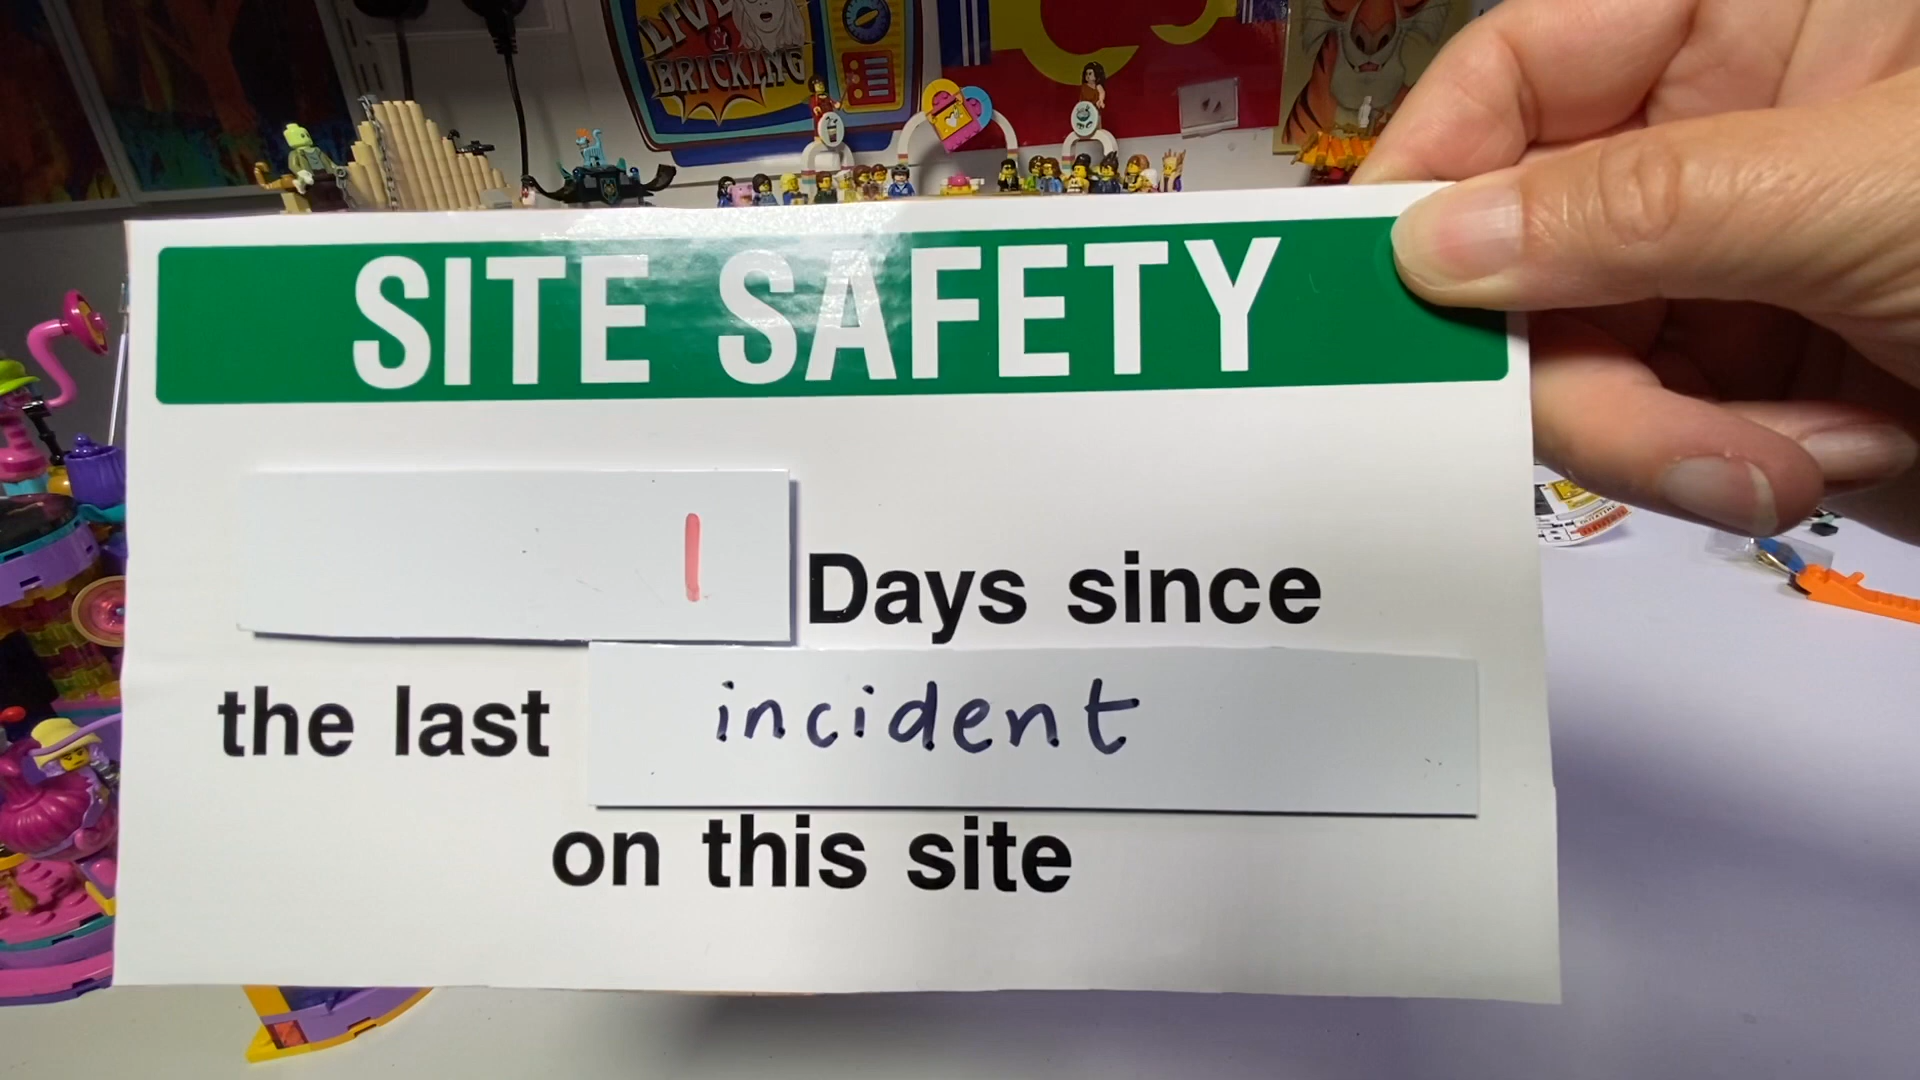 LIVE
&
BRICKING
SITE SAFETY
1 Days since
the last incident
on this site